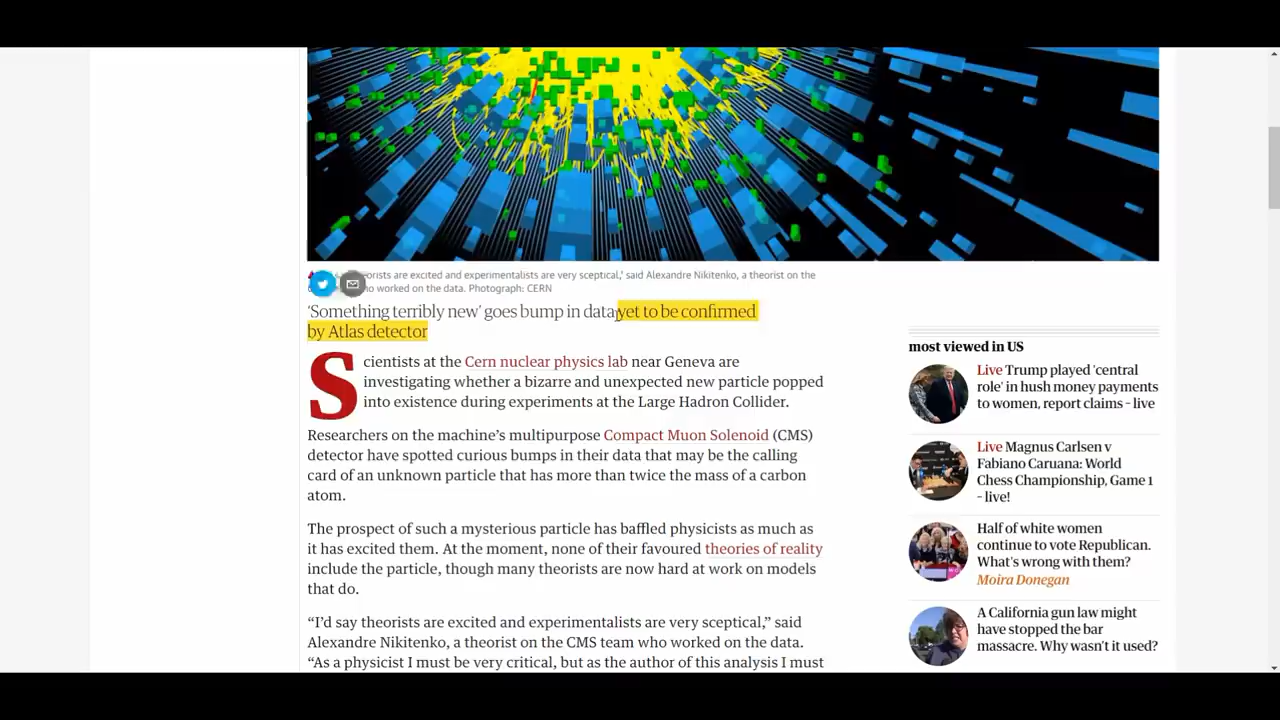 orists are excited and experimentalists are very sceptical,' said Alexandre Nikitenko, a theorist on the
ho worked on the data. Photograph: CERN
'Something terribly new' goes bump in data, yet to be confirmed
by Atlas detector
Scientists at the Cern nuclear physics lab near Geneva are
investigating whether a bizarre and unexpected new particle popped
into existence during experiments at the Large Hadron Collider.
Researchers on the machine's multipurpose Compact Muon Solenoid (CMS)
detector have spotted curious bumps in their data that may be the calling
card of an unknown particle that has more than twice the mass of a carbon
atom.
The prospect of such a mysterious particle has baffled physicists as much as
it has excited them. At the moment, none of their favoured theories of reality
include the particle, though many theorists are now hard at work on models
that do.
“I'd say theorists are excited and experimentalists are very sceptical,” said
Alexandre Nikitenko, a theorist on the CMS team who worked on the data.
“As a physicist I must be very critical, but as the author of this analysis I must
most viewed in US
Live Trump played 'central
role' in hush money payments
to women, report claims – live
Live Magnus Carlsen v
Fabiano Caruana: World
Chess Championship, Game 1
– live!
Half of white women
continue to vote Republican.
What's wrong with them?
Moira Donegan
A California gun law might
have stopped the bar
massacre. Why wasn't it used?